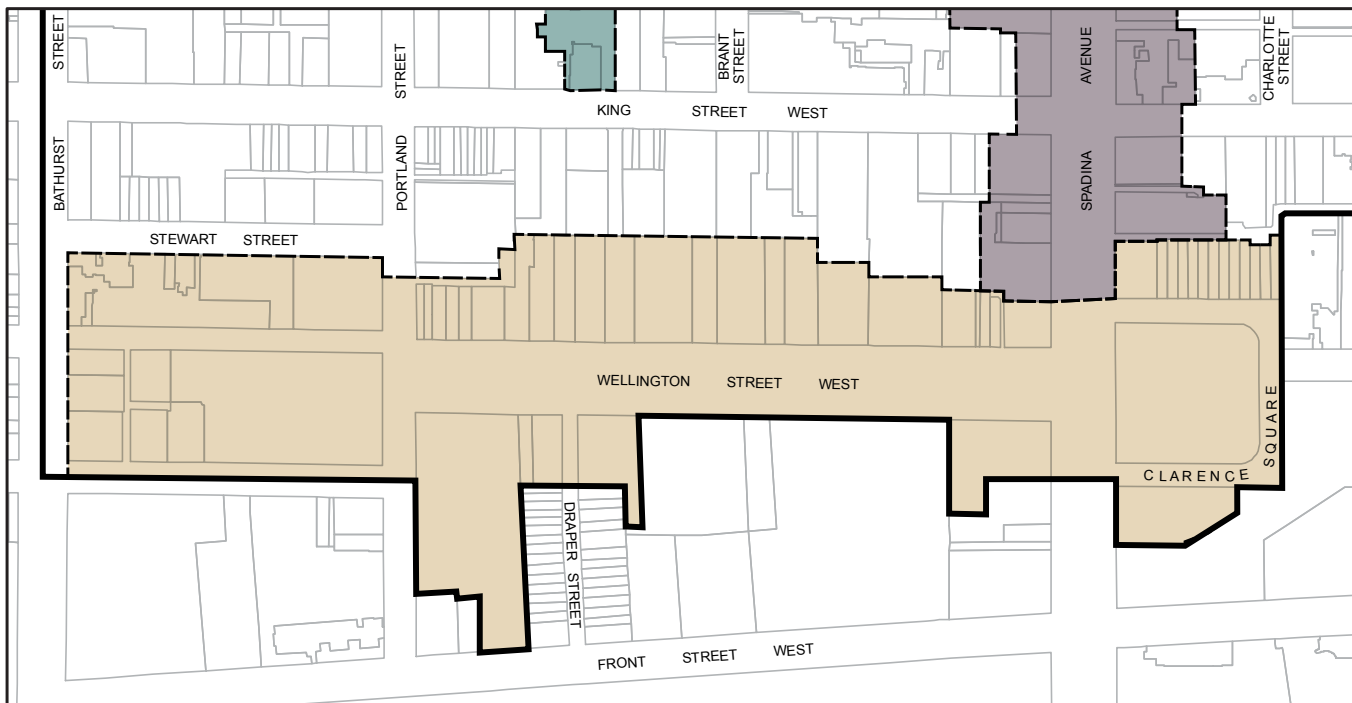 BATHURST STREET
PORTLAND STREET
BRANT
STREET
SPADINA AVENUE
CHARLOTTE
STREET
KING STREET WEST
STEWART STREET
WELLINGTON STREET WEST
CLARENCE SQUARE
DRAPER STREET
FRONT STREET WEST